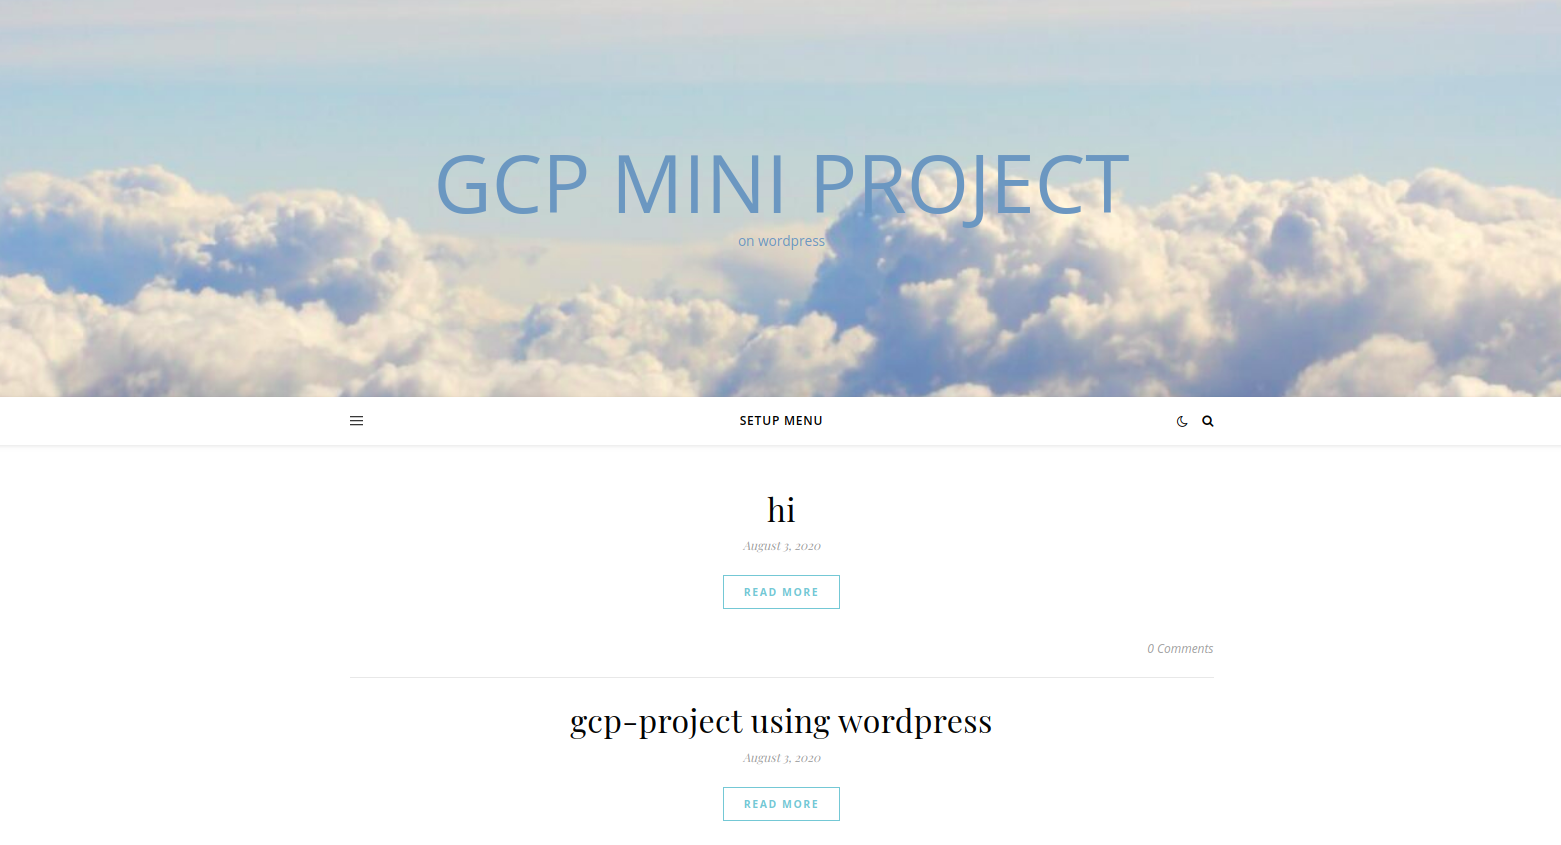 GCP MINI PROJECT
on wordpress
SETUP MENU
hi
August 3, 2020
READ MORE
0 Comments
gcp-project using wordpress
August 3, 2020
READ MORE